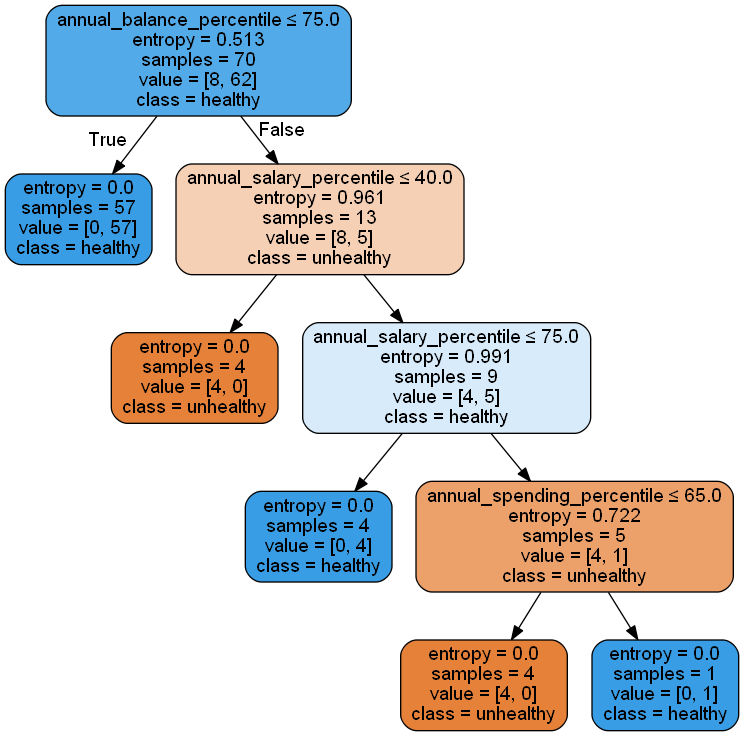 annual_balance_percentile ≤ 75.0
entropy = 0.513
samples = 70
value = [8, 62]
class = healthy
True
False
entropy = 0.0
samples = 57
value = [0, 57]
class = healthy
annual_salary_percentile ≤ 40.0
entropy = 0.961
samples = 13
value = [8, 5]
class = unhealthy
entropy = 0.0
samples = 4
value = [4, 0]
class = unhealthy
annual_salary_percentile ≤ 75.0
entropy = 0.991
samples = 9
value = [4, 5]
class = healthy
entropy = 0.0
samples = 4
value = [0, 4]
class = healthy
annual_spending_percentile ≤ 65.0
entropy = 0.722
samples = 5
value = [4, 1]
class = unhealthy
entropy = 0.0
samples = 4
value = [4, 0]
class = unhealthy
entropy = 0.0
samples = 1
value = [0, 1]
class = healthy